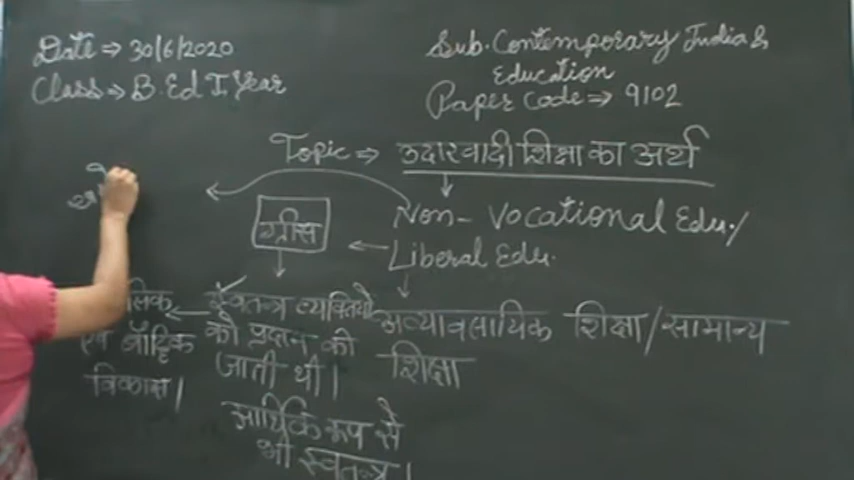 Date → 30/6/2020
Class → B.Ed I Year
Sub. Contemporary India &
Education
Paper Code ⇒ 9102
Topic ⇒ उदारवादी शिक्षा का अर्थ
Non- Vocational Edu./
Liberal Edu.
ग्रीस
अव्यावसायिक शिक्षा/सामान्य
शिक्षा
स्वतन्त्र व्यक्तियों
को प्रदान की
जाती थी।
आर्थिक रूप से
भी स्वतन्त्र।
एवं बौद्धिक
विकास।